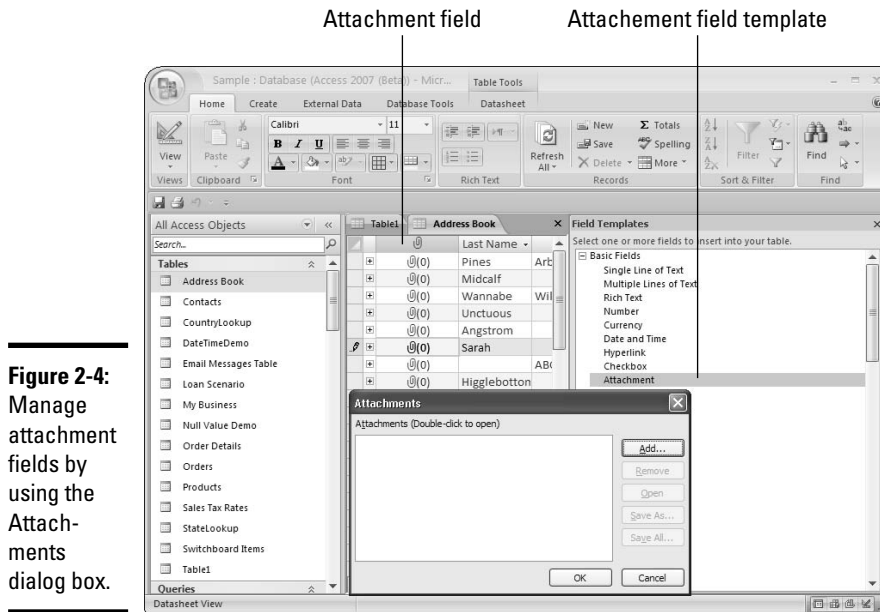 Attachment field
Attachement field template
Sample : Database (Access 2007 (Beta)) - Micr...
Table Tools
Home
Create
External Data
Database Tools
Datasheet
View
Views
Paste
Clipboard
Calibri
11
B I U
A
ab
Font
Rich Text
Refresh
All
New
Save
Delete
Σ Totals
Spelling
More
Records
Filter
Sort & Filter
Find
Find
All Access Objects
Search...
Tables
Address Book
Contacts
CountryLookup
DateTimeDemo
Email Messages Table
Loan Scenario
My Business
Null Value Demo
Order Details
Orders
Products
Sales Tax Rates
StateLookup
Switchboard Items
Table1
Queries
Table1
Address Book
Last Name
(0) Pines Arb
(0) Midcalf
(0) Wannabe Wil
(0) Unctuous
(0) Angstrom
(0) Sarah
(0) AB
(0) Higglebotton
Field Templates
Select one or more fields to insert into your table.
Basic Fields
Single Line of Text
Multiple Lines of Text
Rich Text
Number
Currency
Date and Time
Hyperlink
Checkbox
Attachment
Attachments
Attachments (Double-click to open)
Add...
Remove
Open
Save As...
Save All...
OK
Cancel
Datasheet View
Figure 2-4:
Manage
attachment
fields by
using the
Attach-
ments
dialog box.